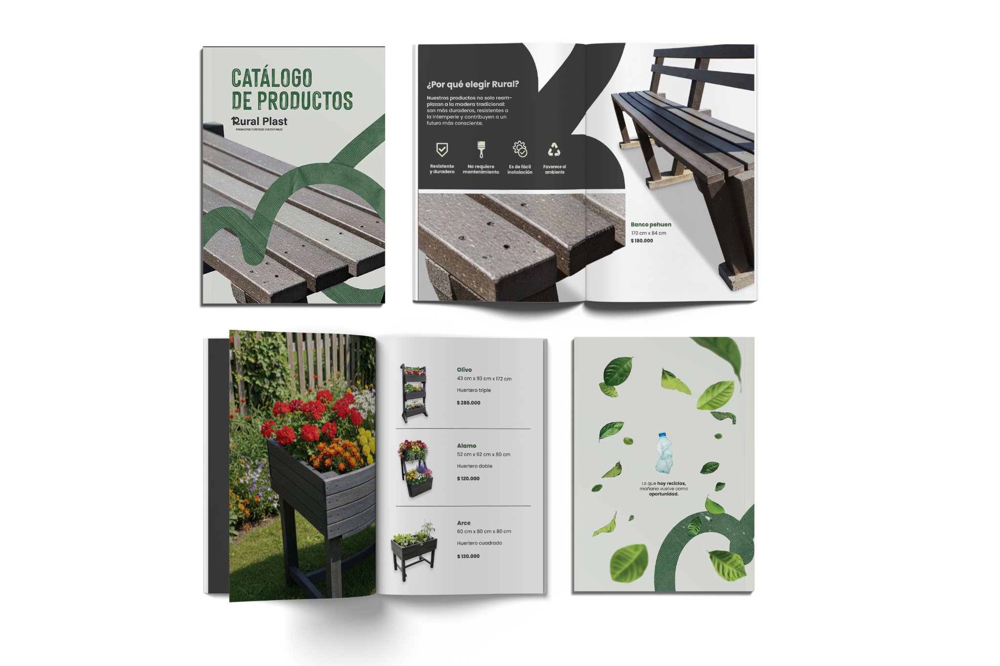 CATÁLOGO
DE PRODUCTOS
Rural Plast
PRODUCTOS PLÁSTICOS SUSTENTABLES
¿Por qué elegir Rural?
Nuestros productos no solo reem-
plazan a la madera tradicional:
son más duraderos, resistentes a
la intemperie y contribuyen a un
futuro más consciente.
Resistente
y duradero
No requiere
mantenimiento
Es de fácil
instalación
Favorece al
ambiente
Banco pehuen
170 cm x 84 cm
$ 180.000
Olivo
43 cm x 93 cm x 172 cm
Huertero triple
$ 280.000
Alamo
52 cm x 62 cm x 80 cm
Huertero doble
$ 120.000
Arce
60 cm x 80 cm x 80 cm
Huertero cuadrado
$ 120.000
Lo que hoy reciclas,
mañana vuelve como
oportunidad.